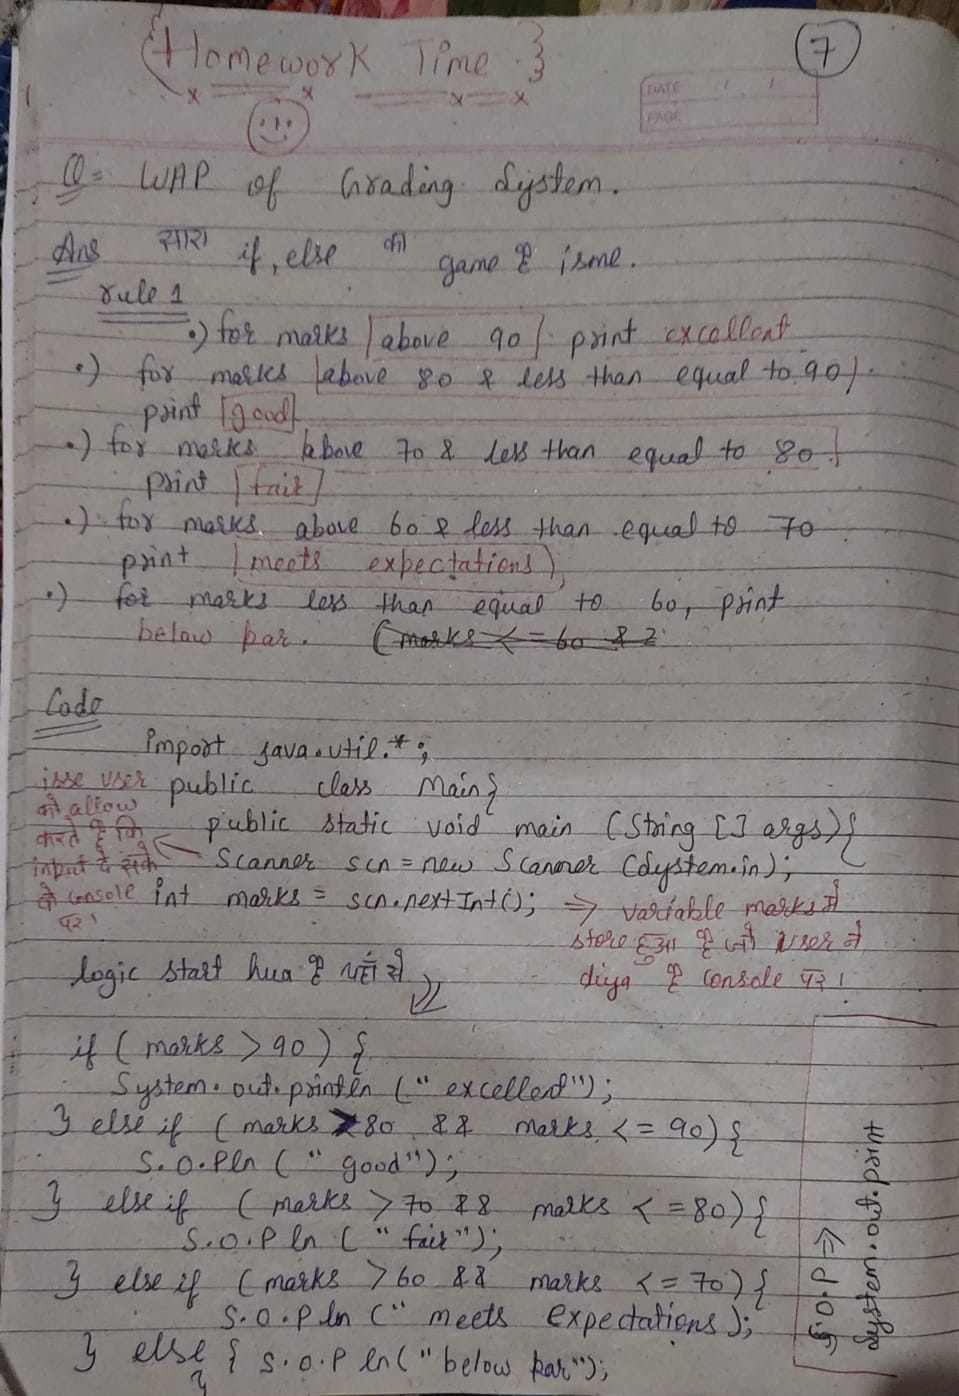 {Homework Time}
7
DATE / /
PAGE
Q= WAP of Grading System.
Ans सारा if, else का game है isme.
rule 1
•) for marks [above 90] print excellent
•) for marks [above 80 & less than equal to 90].
print [good]
•) for marks [above 70 & less than equal to 80]
print [fair]
•) for marks above 60 & less than equal to 70
print [meets expectations]
•) for marks less than equal to 60, print
below par. (marks <= 60 &&
Code
import java.util.*;
public class Main{
public static void main (String [] args){
Scanner scn = new Scanner (System.in);
int marks = scn.nextInt();
isse user
को allow
करते है कि
input दे सके
वो console
पर।
⇒ variable marks में
store हुआ है जो user ने
diya है console पर।
logic start hua है यहाँ से
if ( marks > 90 ) {
System.out.println (" excellent");
} else if ( marks > 80 && marks <= 90) {
S.O.Pln (" good");
} else if ( marks > 70 && marks <= 80) {
S.O.P ln ( " fair");
} else if ( marks > 60 && marks <= 70) {
S.O.P ln (" meets expectations);
} else { S.O.P ln(" below par");
}
S.O.P ⇒
System.out.print